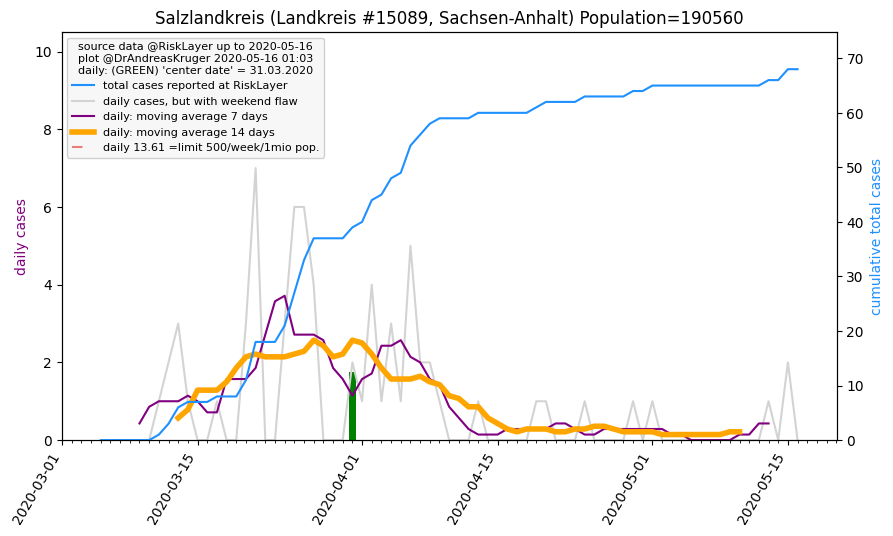 Salzlandkreis (Landkreis #15089, Sachsen-Anhalt) Population=190560
source data @RiskLayer up to 2020-05-16
plot @DrAndreasKruger 2020-05-16 01:03
daily: (GREEN) 'center date' = 31.03.2020
total cases reported at RiskLayer
daily cases, but with weekend flaw
daily: moving average 7 days
daily: moving average 14 days
daily 13.61 =limit 500/week/1mio pop.
daily cases
10
8
6
4
2
0
cumulative total cases
70
60
50
40
30
20
10
0
2020-03-01
2020-03-15
2020-04-01
2020-04-15
2020-05-01
2020-05-15